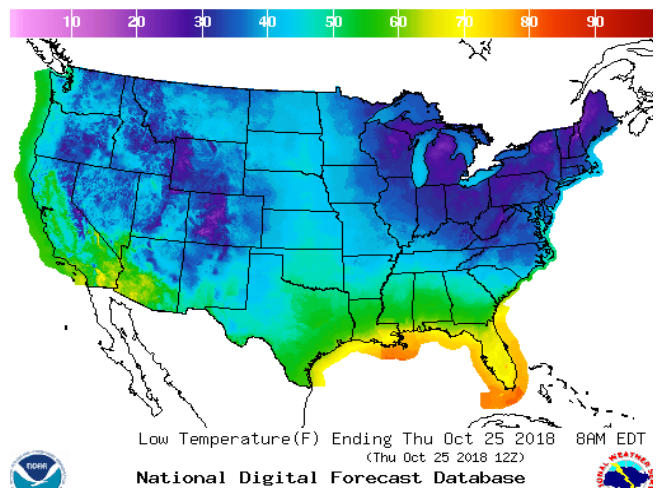 10 20 30 40 50 60 70 80 90
Low Temperature(F) Ending Thu Oct 25 2018 8AM EDT
(Thu Oct 25 2018 12Z)
National Digital Forecast Database
NOAA